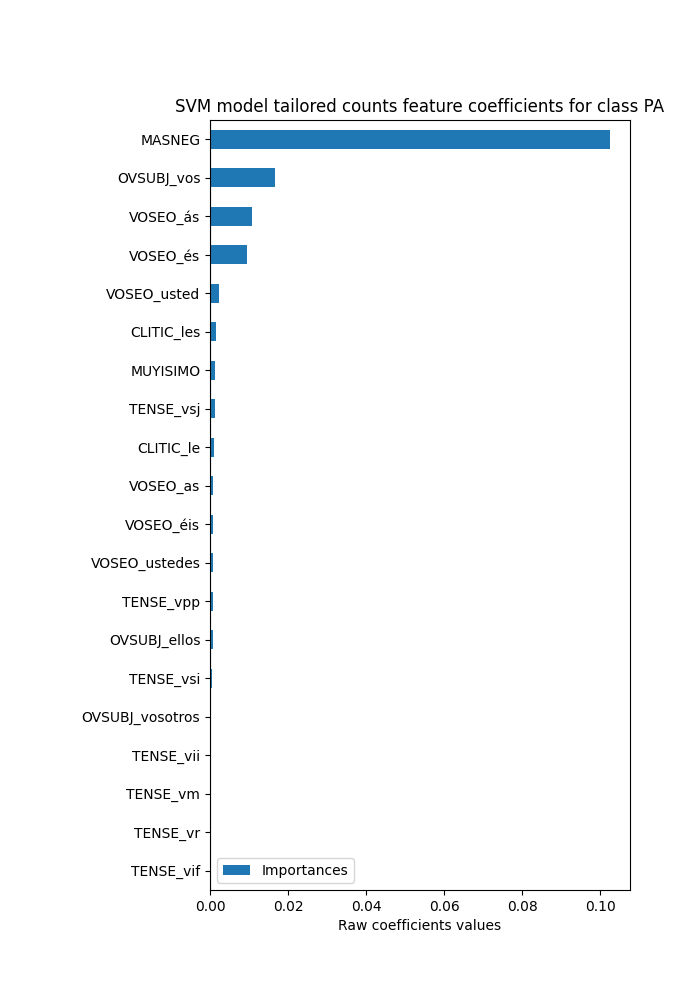 SVM model tailored counts feature coefficients for class PA
MASNEG
OVSUBJ_vos
VOSEO_ás
VOSEO_és
VOSEO_usted
CLITIC_les
MUYISIMO
TENSE_vsj
CLITIC_le
VOSEO_as
VOSEO_éis
VOSEO_ustedes
TENSE_vpp
OVSUBJ_ellos
TENSE_vsi
OVSUBJ_vosotros
TENSE_vii
TENSE_vm
TENSE_vr
TENSE_vif
Importances
0.00 0.02 0.04 0.06 0.08 0.10
Raw coefficients values